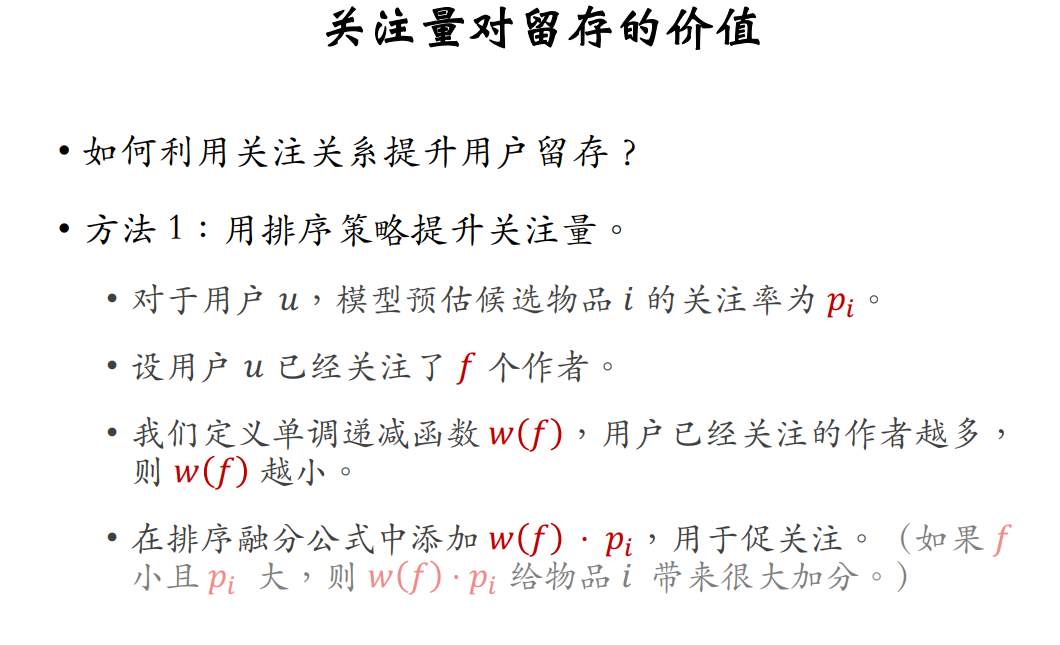 关注量对留存的价值
• 如何利用关注关系提升用户留存？
• 方法 1：用排序策略提升关注量。
• 对于用户 u，模型预估候选物品 i 的关注率为 pᵢ。
• 设用户 u 已经关注了 f 个作者。
• 我们定义单调递减函数 w(f)，用户已经关注的作者越多，
则 w(f) 越小。
• 在排序融分公式中添加 w(f) · pᵢ，用于促关注。（如果 f
小且 pᵢ 大，则 w(f) · pᵢ 给物品 i 带来很大加分。）